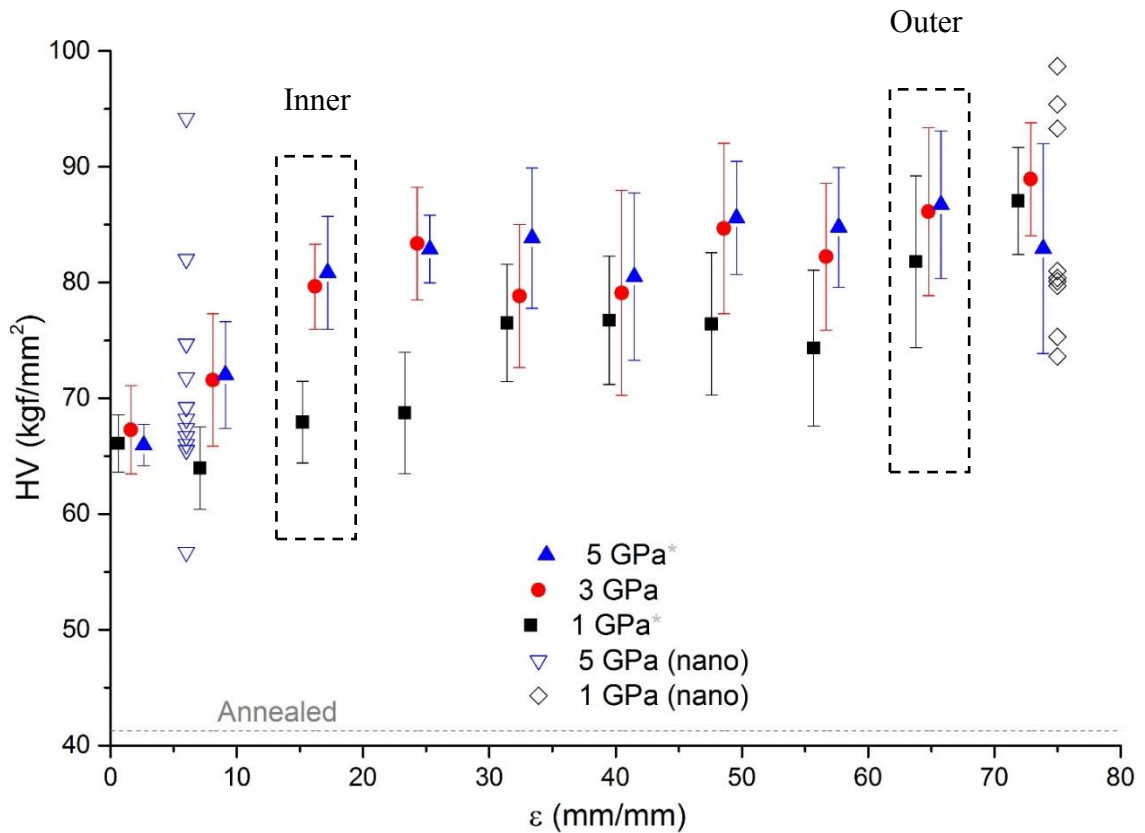 Outer
Inner
100
90
80
70
60
50
40
HV (kgf/mm²)
5 GPa*
3 GPa
1 GPa*
5 GPa (nano)
1 GPa (nano)
Annealed
0 10 20 30 40 50 60 70 80
ε (mm/mm)